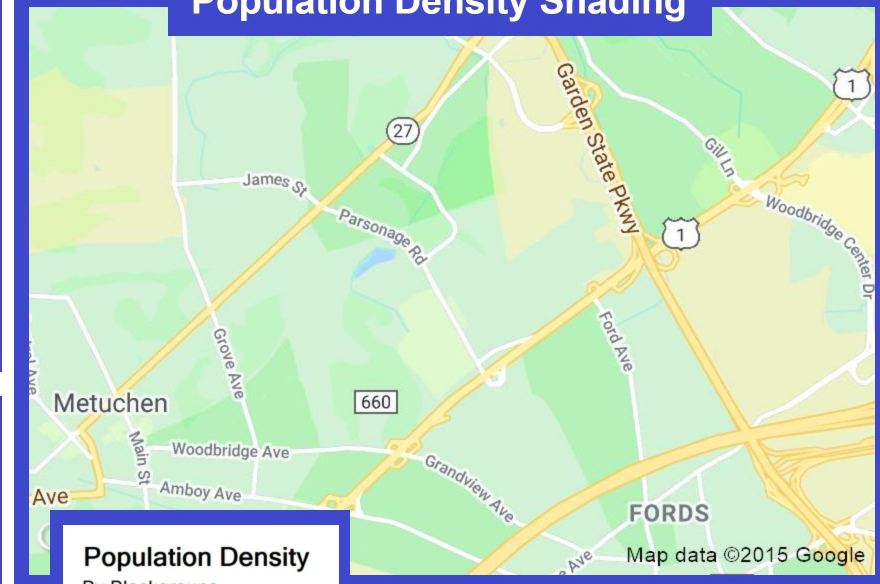 Population Density Shading
1
Garden State Pkwy
27
Gill Ln
James St
Woodbridge Center Dr
Parsonage Rd
1
Ford Ave
Grove Ave
Metuchen
660
Main St
Woodbridge Ave
Grandview Ave
Ave
Amboy Ave
FORDS
Ave
Map data ©2015 Google
Population Density